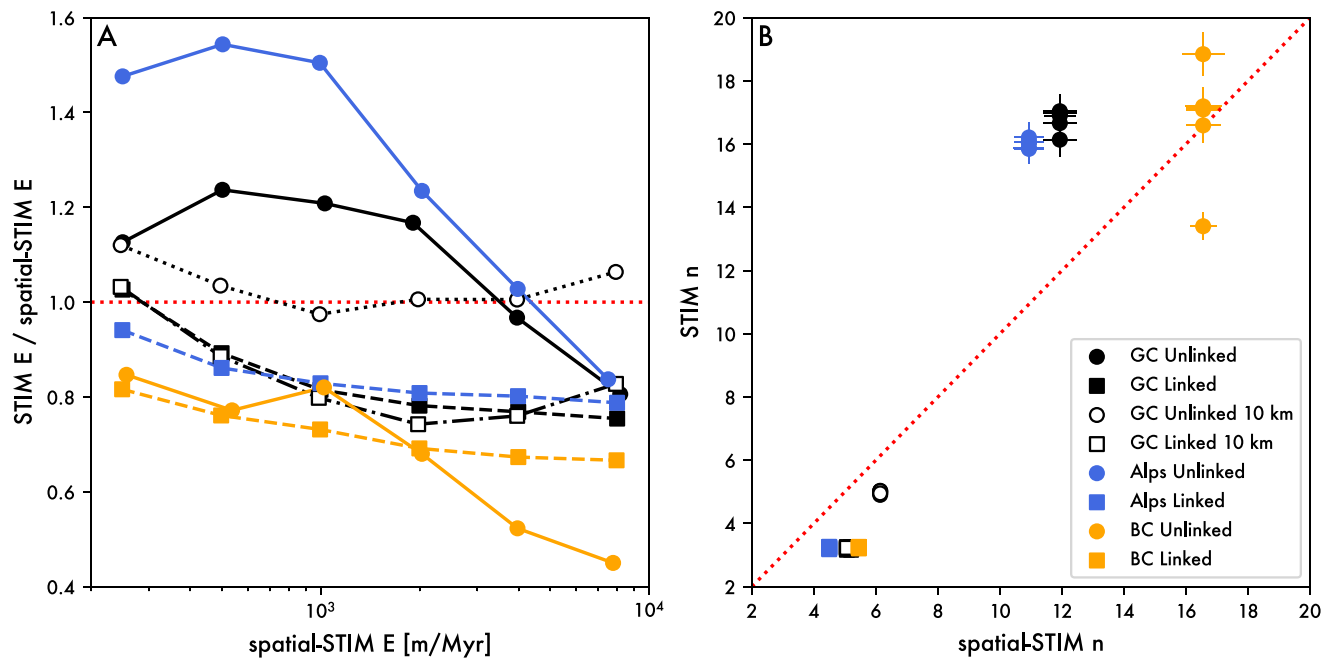 A
1.6
1.4
1.2
1.0
0.8
0.6
0.4
STIM E / spatial-STIM E
10³
10⁴
spatial-STIM E [m/Myr]
B
20
18
16
14
12
10
8
6
4
2
STIM n
2
4
6
8
10
12
14
16
18
20
spatial-STIM n
GC Unlinked
GC Linked
GC Unlinked 10 km
GC Linked 10 km
Alps Unlinked
Alps Linked
BC Unlinked
BC Linked